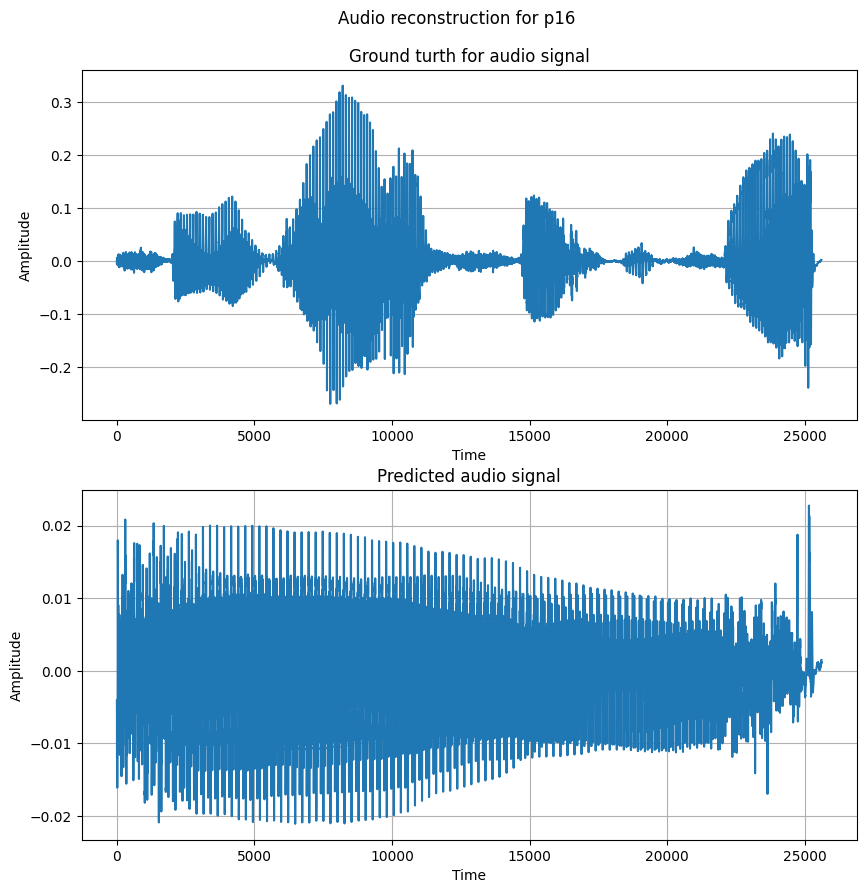 Audio reconstruction for p16
Ground turth for audio signal
0.3
0.2
0.1
0.0
−0.1
−0.2
Amplitude
0 5000 10000 15000 20000 25000
Time
Predicted audio signal
0.02
0.01
0.00
−0.01
−0.02
Amplitude
0 5000 10000 15000 20000 25000
Time